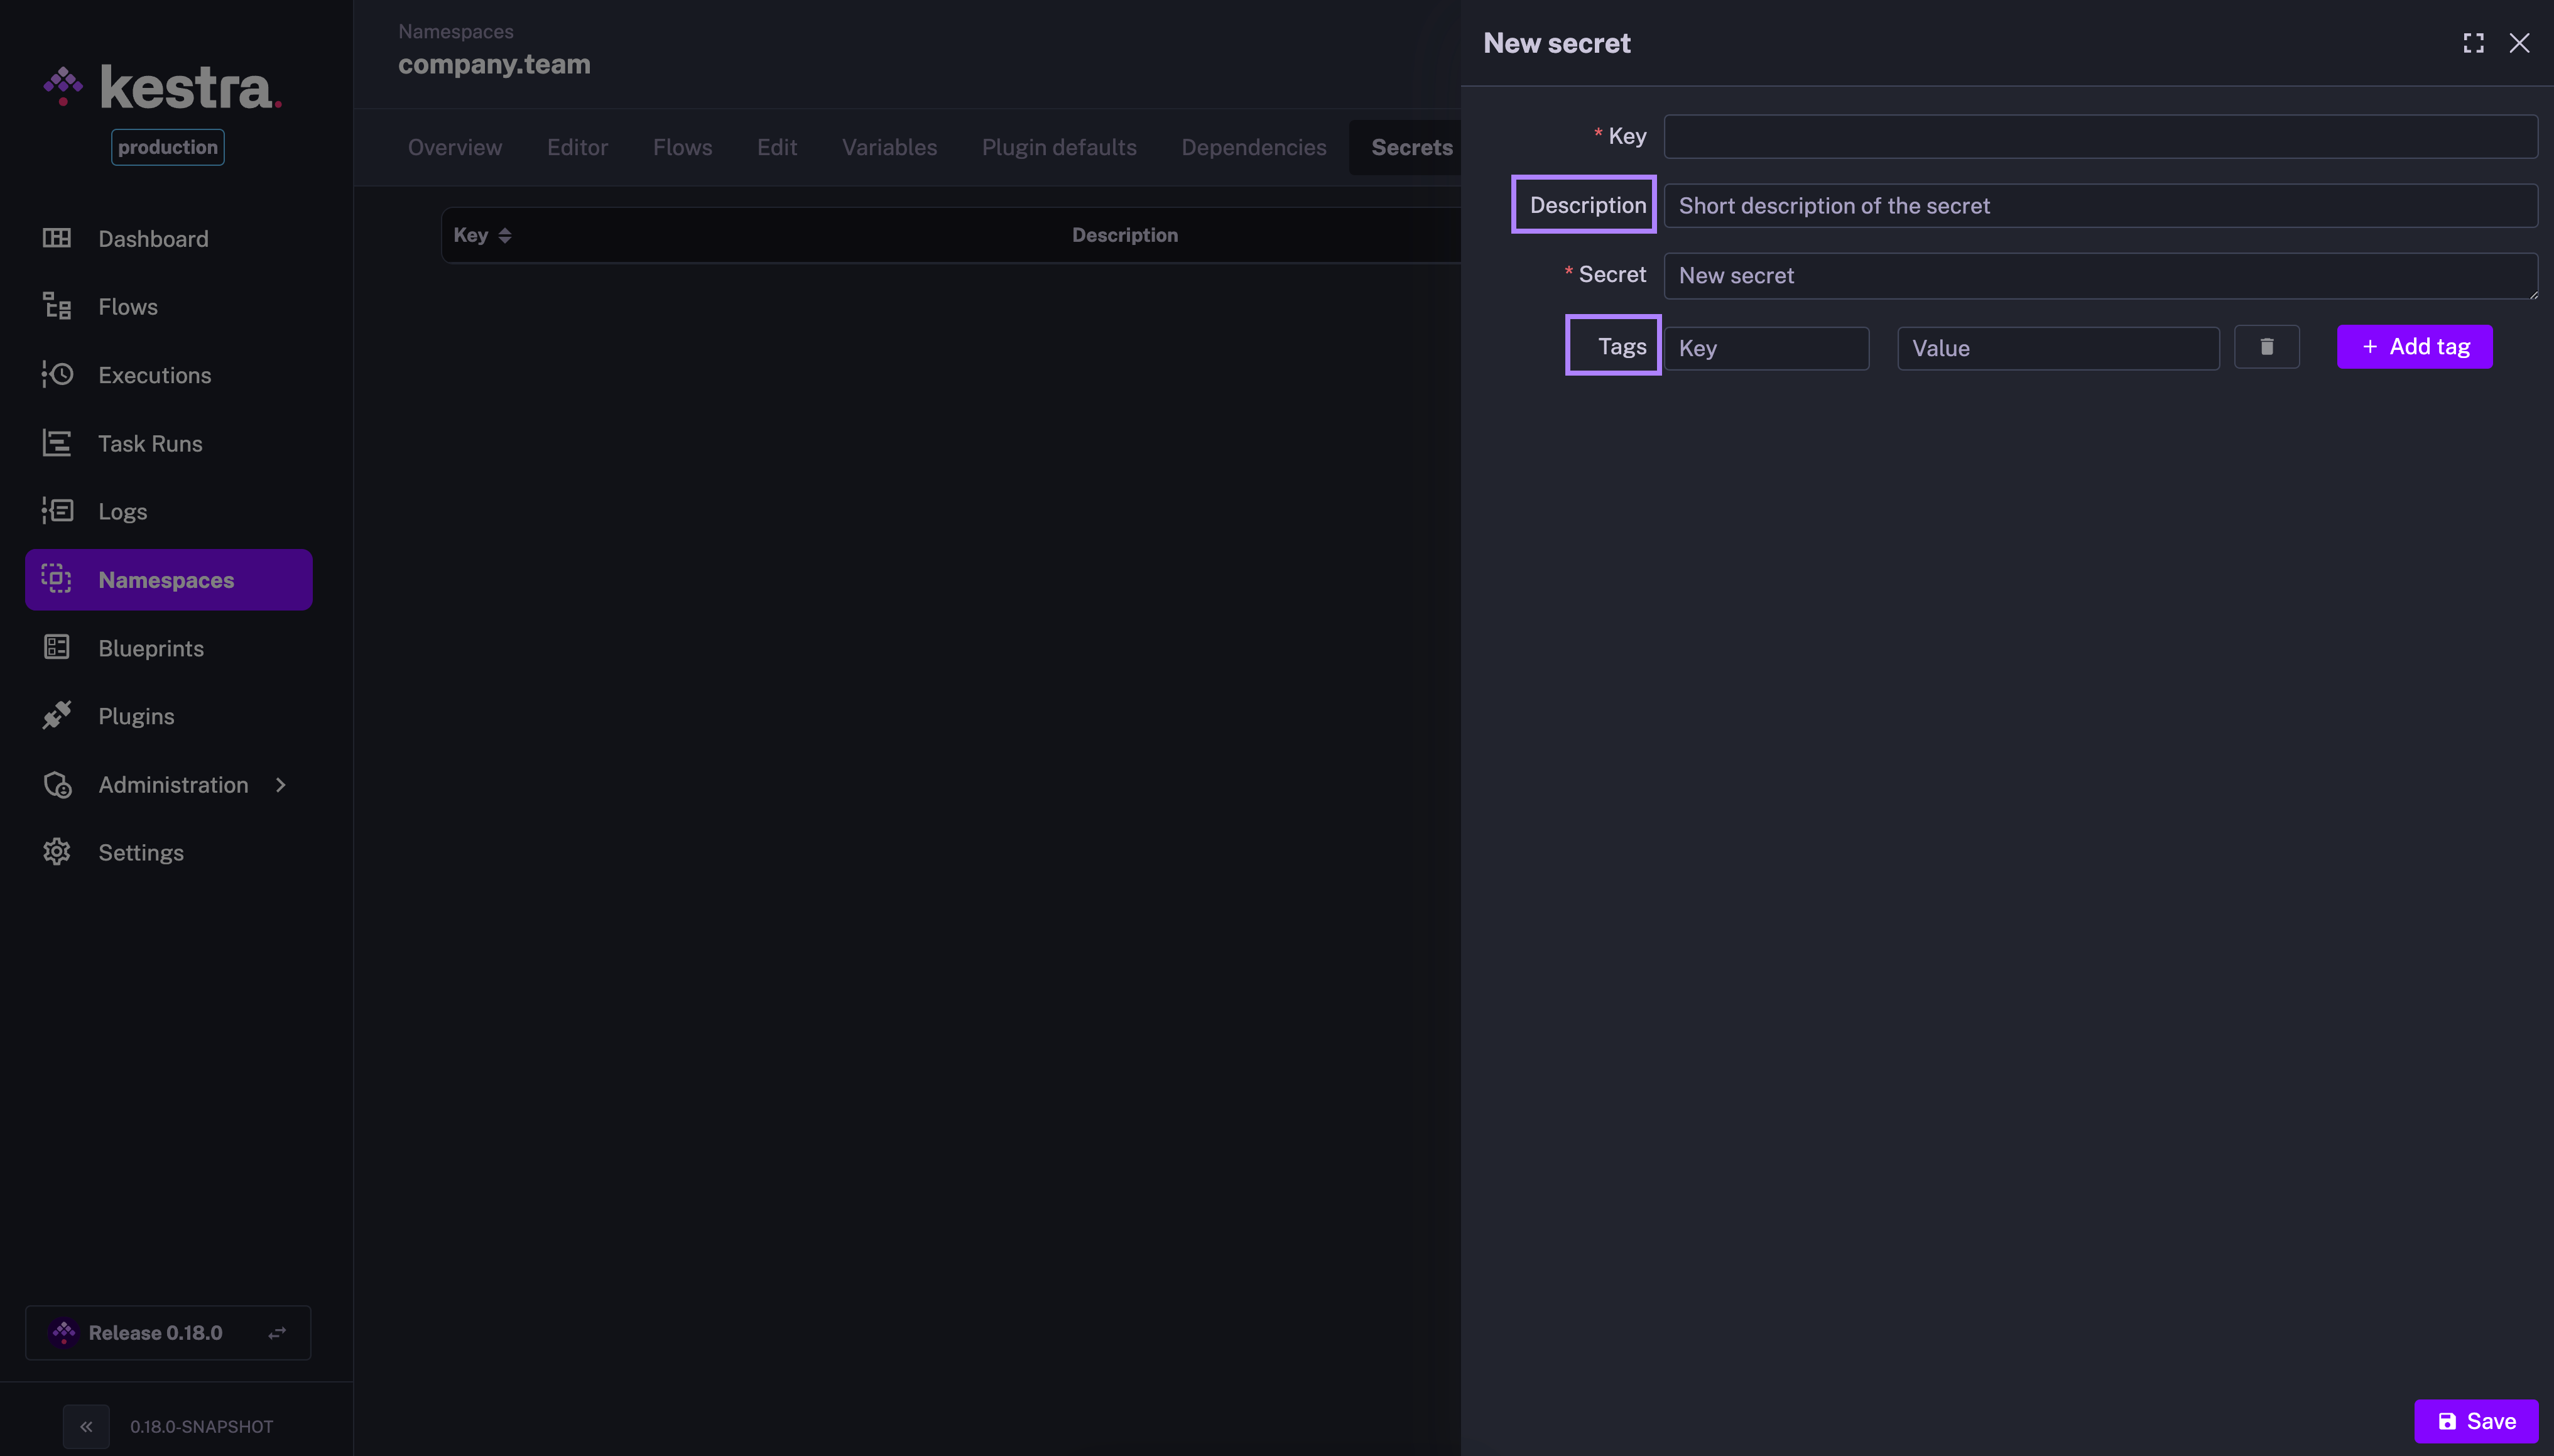 kestra.
production
Dashboard
Flows
Executions
Task Runs
Logs
Namespaces
Blueprints
Plugins
Administration
Settings
Release 0.18.0
0.18.0-SNAPSHOT
Namespaces
company.team
Overview Editor Flows Edit Variables Plugin defaults Dependencies Secrets
Key Description
New secret
* Key
Description Short description of the secret
* Secret New secret
Tags Key Value + Add tag
Save